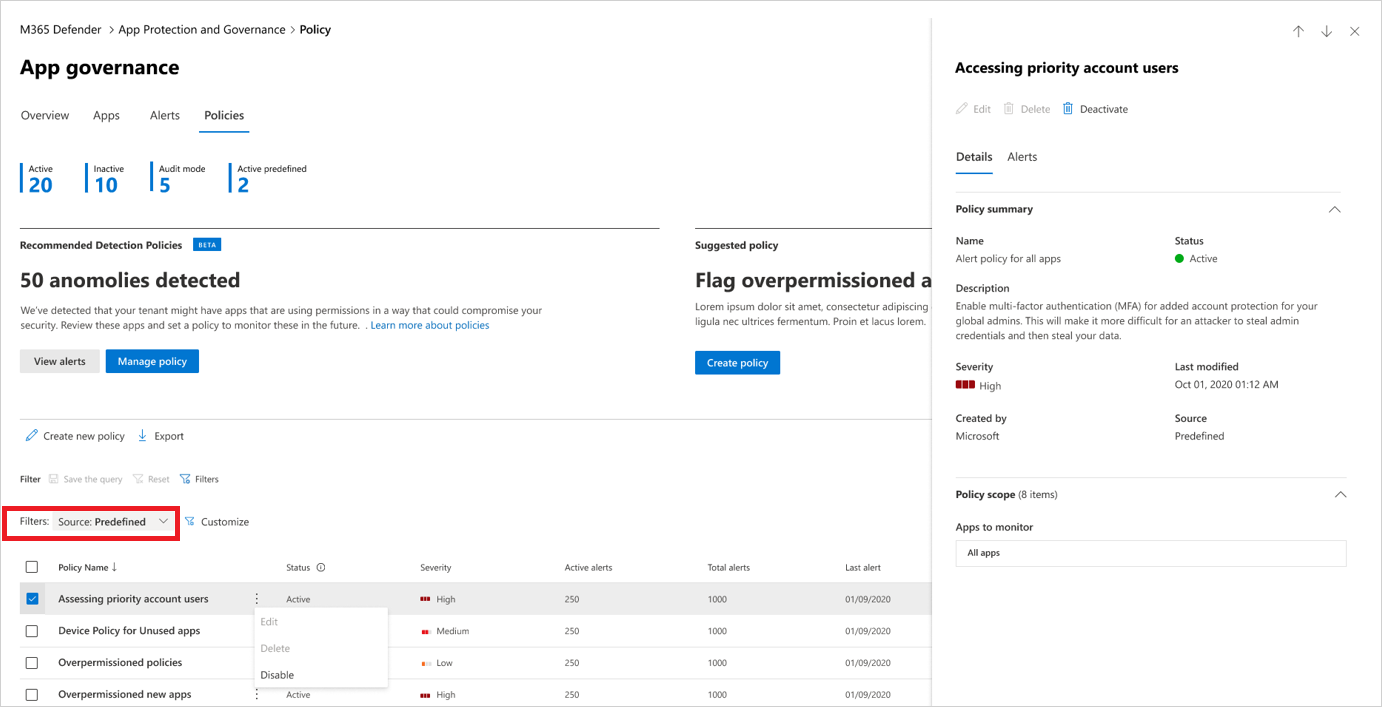 M365 Defender > App Protection and Governance > Policy
App governance
Overview Apps Alerts Policies
Active Inactive Audit mode Active predefined
20 10 5 2
Recommended Detection Policies BETA
50 anomolies detected
We've detected that your tenant might have apps that are using permissions in a way that could compromise your
security. Review these apps and set a policy to monitor these in the future. . Learn more about policies
View alerts Manage policy
Suggested policy
Flag overpermissioned a
Lorem ipsum dolor sit amet, consectetur adipiscing
ligula nec ultrices fermentum. Proin et lacus lorem.
Create policy
Create new policy Export
Filter Save the query Reset Filters
Filters: Source: Predefined Customize
Policy Name ↓ Status Severity Active alerts Total alerts Last alert
Assessing priority account users Active High 250 1000 01/09/2020
Device Policy for Unused apps Medium 250 1000 01/09/2020
Overpermissioned policies Low 250 1000 01/09/2020
Overpermissioned new apps Active High 250 1000 01/09/2020
Edit
Delete
Disable
Accessing priority account users
Edit Delete Deactivate
Details Alerts
Policy summary
Name Status
Alert policy for all apps Active
Description
Enable multi-factor authentication (MFA) for added account protection for your
global admins. This will make it more difficult for an attacker to steal admin
credentials and then steal your data.
Severity Last modified
High Oct 01, 2020 01:12 AM
Created by Source
Microsoft Predefined
Policy scope (8 items)
Apps to monitor
All apps